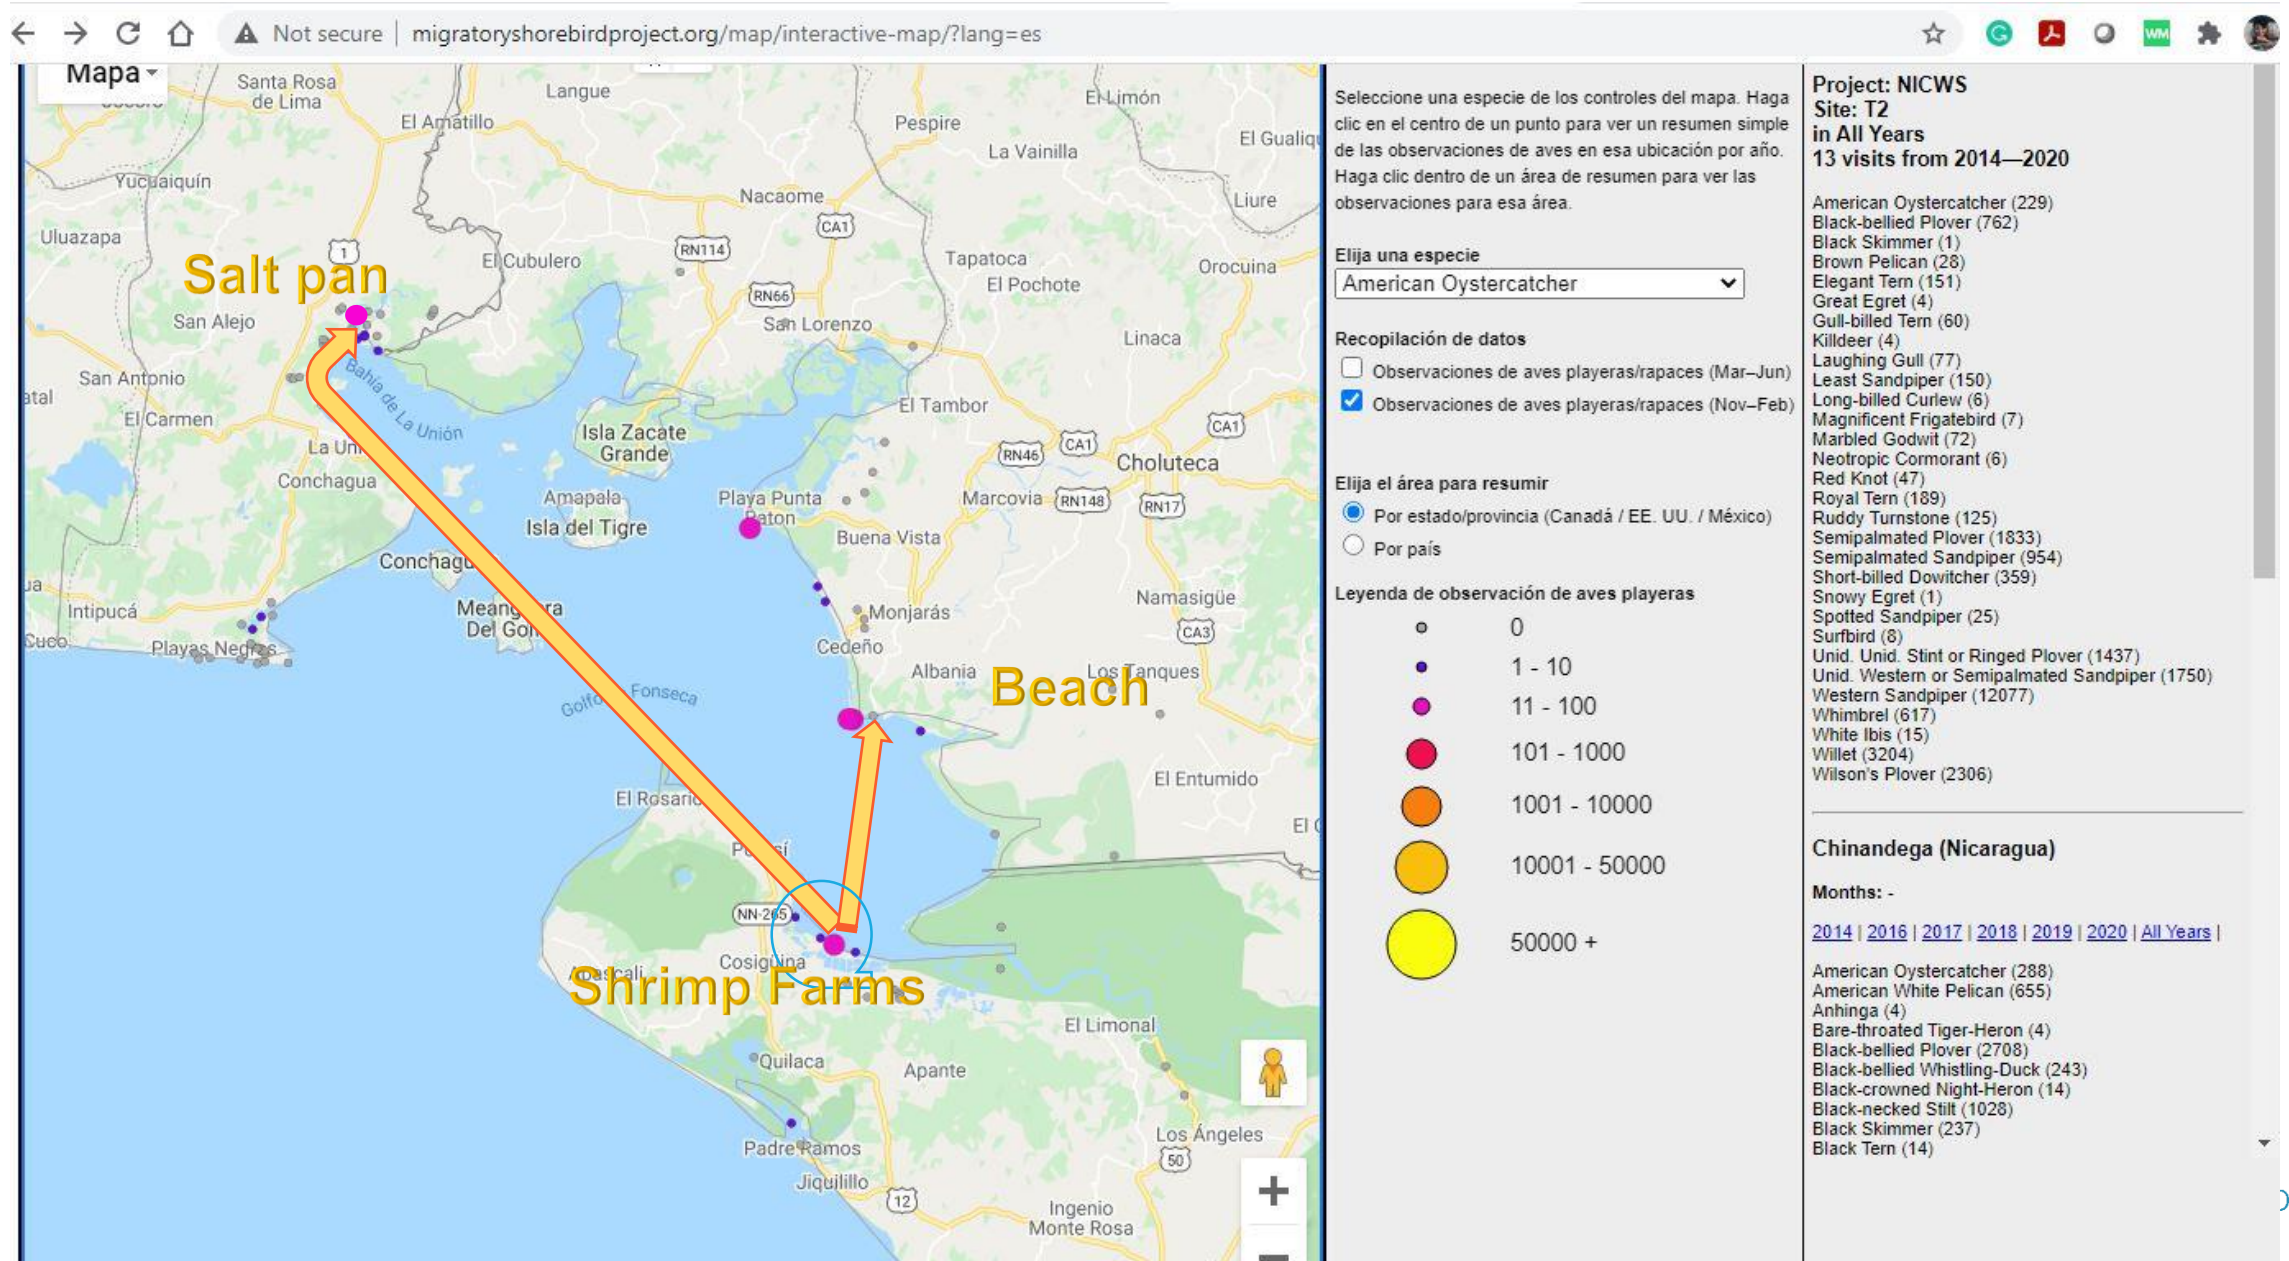 Not secure | migratoryshorebirdproject.org/map/interactive-map/?lang=es
WM
Mapa
Santa Rosa
de Lima
Langue
El Limón
El Amatillo
Pespire
La Vainilla
Yucuaiquín
Nacaome
Liure
CA1
Uluazapa
1
RN114
El Cubulero
Tapatoca
Orocuina
Salt pan
El Pochote
RN66
San Alejo
San Lorenzo
Linaca
San Antonio
Bahía de La Unión
El Tambor
El Carmen
CA1
Isla Zacate
Grande
CA1
RN46
Choluteca
Conchagua
Amapala
Playa Punta
Raton
Marcovia
RN148
RN17
Isla del Tigre
Buena Vista
Intipucá
Namasigüe
Monjarás
CA3
Cuco
Playas Negras
Cedeño
Albania
Los Tanques
Beach
Fonseca
El Entumido
NN-265
Cosigüina
Shrimp Farms
El Limonal
Quilaca
Apante
Los Ángeles
50
Padre Ramos
Jiquilillo
12
Ingenio
Monte Rosa
+
Seleccione una especie de los controles del mapa. Haga
clic en el centro de un punto para ver un resumen simple
de las observaciones de aves en esa ubicación por año.
Haga clic dentro de un área de resumen para ver las
observaciones para esa área.
Elija una especie
American Oystercatcher
Recopilación de datos
Observaciones de aves playeras/rapaces (Mar–Jun)
Observaciones de aves playeras/rapaces (Nov–Feb)
Elija el área para resumir
Por estado/provincia (Canadá / EE. UU. / México)
Por país
Leyenda de observación de aves playeras
0
1 - 10
11 - 100
101 - 1000
1001 - 10000
10001 - 50000
50000 +
Project: NICWS
Site: T2
in All Years
13 visits from 2014—2020
American Oystercatcher (229)
Black-bellied Plover (762)
Black Skimmer (1)
Brown Pelican (28)
Elegant Tern (151)
Great Egret (4)
Gull-billed Tern (60)
Killdeer (4)
Laughing Gull (77)
Least Sandpiper (150)
Long-billed Curlew (6)
Magnificent Frigatebird (7)
Marbled Godwit (72)
Neotropic Cormorant (6)
Red Knot (47)
Royal Tern (189)
Ruddy Turnstone (125)
Semipalmated Plover (1833)
Semipalmated Sandpiper (954)
Short-billed Dowitcher (359)
Snowy Egret (1)
Spotted Sandpiper (25)
Surfbird (8)
Unid. Unid. Stint or Ringed Plover (1437)
Unid. Western or Semipalmated Sandpiper (1750)
Western Sandpiper (12077)
Whimbrel (617)
White Ibis (15)
Willet (3204)
Wilson's Plover (2306)
Chinandega (Nicaragua)
Months: -
2014 | 2016 | 2017 | 2018 | 2019 | 2020 | All Years |
American Oystercatcher (288)
American White Pelican (655)
Anhinga (4)
Bare-throated Tiger-Heron (4)
Black-bellied Plover (2708)
Black-bellied Whistling-Duck (243)
Black-crowned Night-Heron (14)
Black-necked Stilt (1028)
Black Skimmer (237)
Black Tern (14)